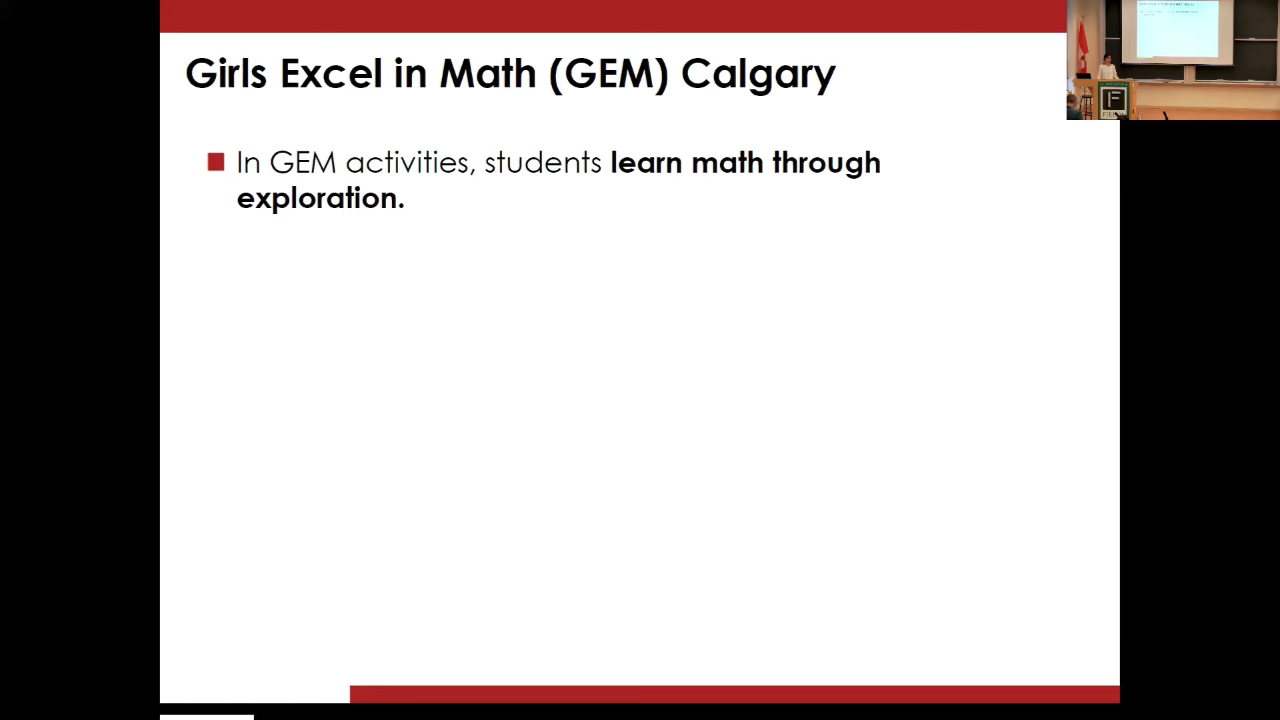 Girls Excel in Math (GEM) Calgary
In GEM activities, students learn math through
exploration.